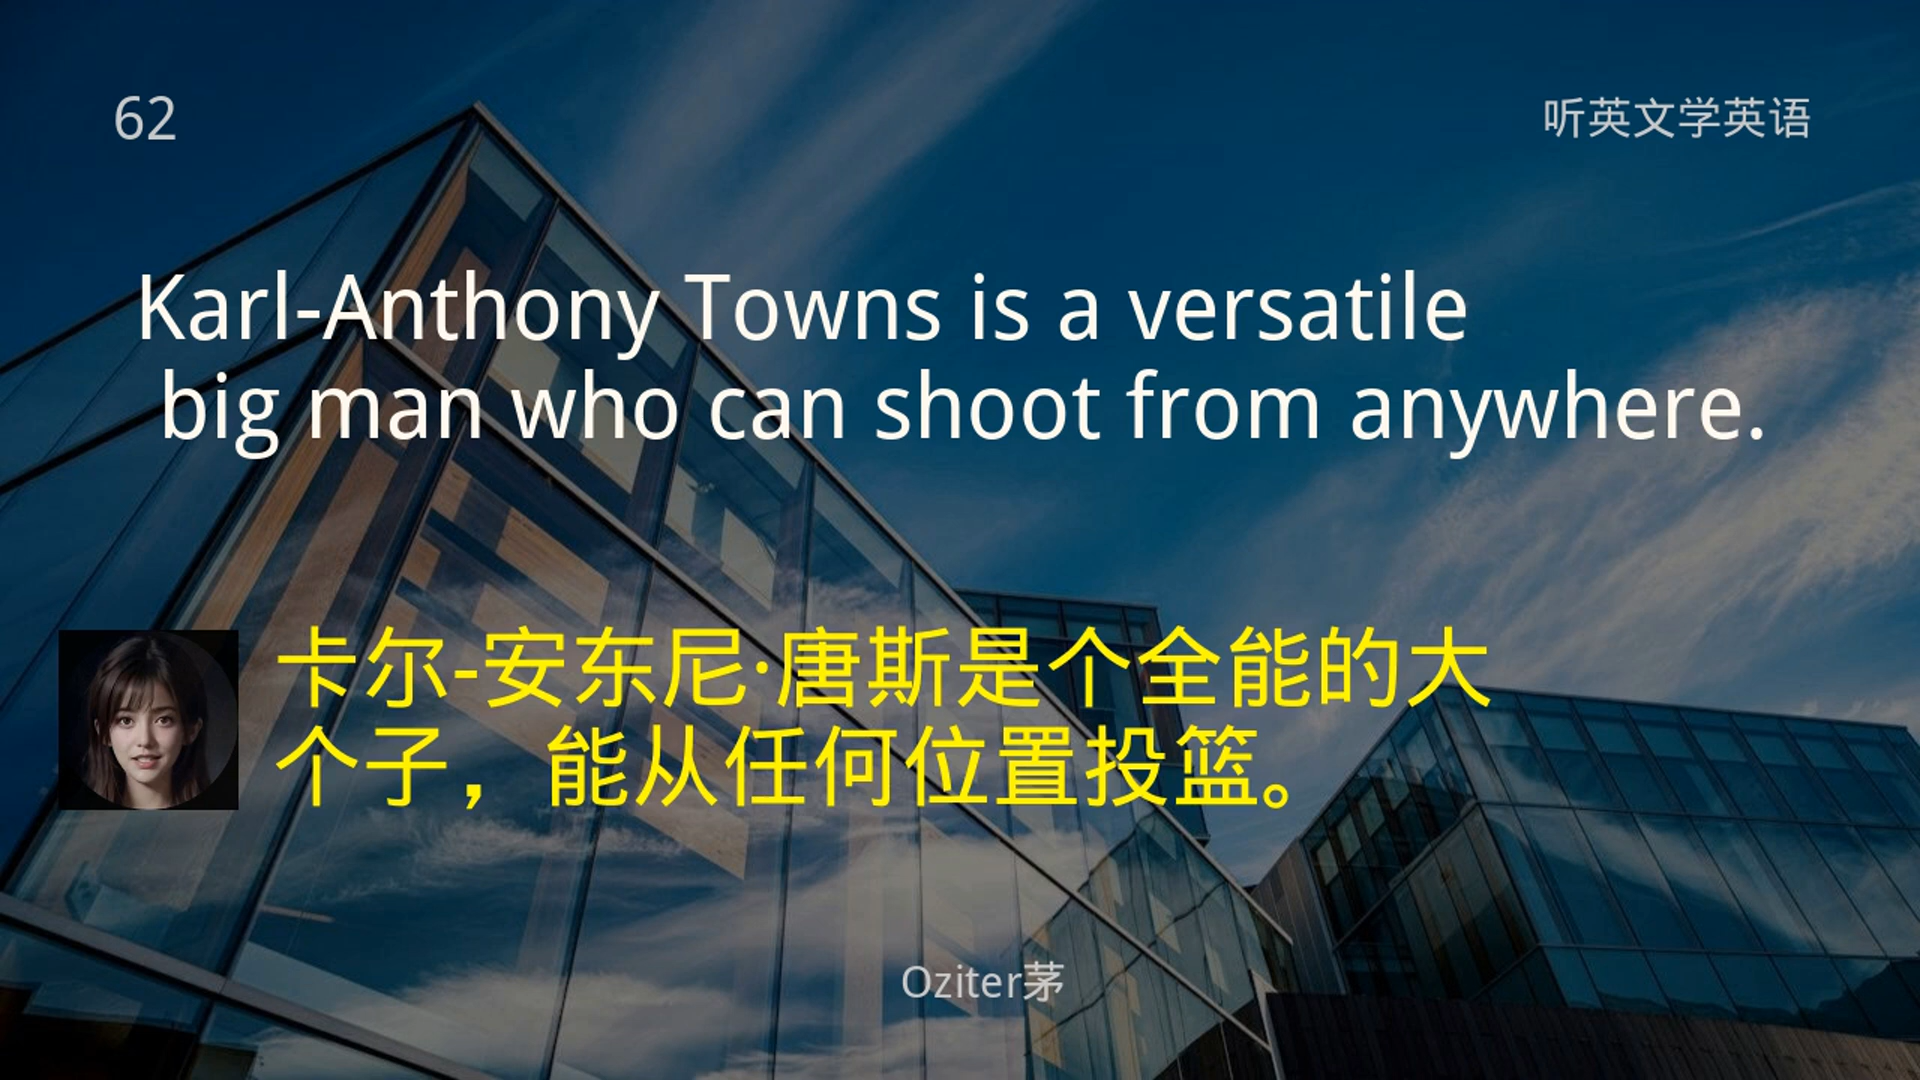 62
听英文学英语
Karl-Anthony Towns is a versatile
big man who can shoot from anywhere.
卡尔-安东尼·唐斯是个全能的大
个子，能从任何位置投篮。
Oziter茅